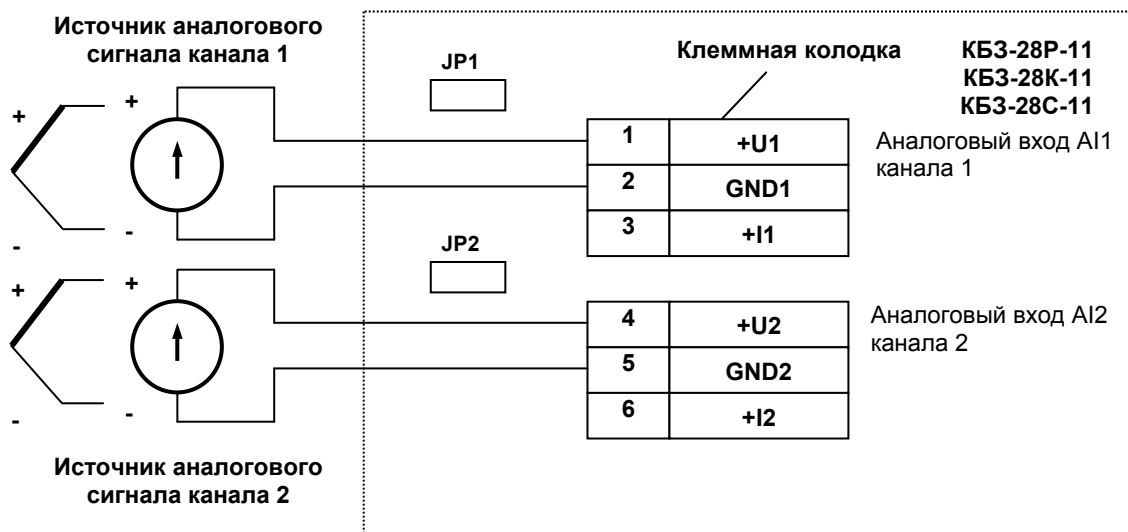 Источник аналогового
сигнала канала 1
JP1
Клеммная колодка
КБЗ-28Р-11
КБЗ-28К-11
КБЗ-28С-11
+ +
1 +U1
2 GND1
3 +I1
Аналоговый вход AI1
канала 1
- -
JP2
+ +
4 +U2
5 GND2
6 +I2
Аналоговый вход AI2
канала 2
- -
Источник аналогового
сигнала канала 2